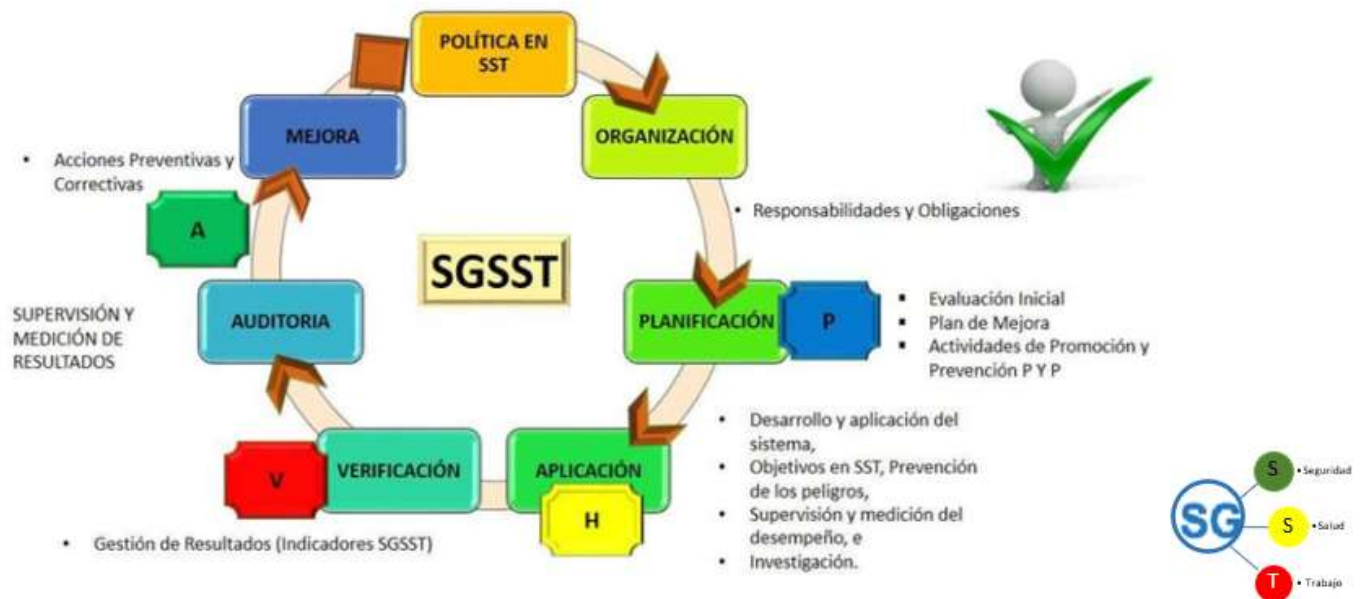 POLÍTICA EN
SST
ORGANIZACIÓN
• Responsabilidades y Obligaciones
PLANIFICACIÓN
P
▪ Evaluación Inicial
▪ Plan de Mejora
▪ Actividades de Promoción y
Prevención P Y P
APLICACIÓN
H
• Desarrollo y aplicación del
sistema,
• Objetivos en SST, Prevención
de los peligros,
• Supervisión y medición del
desempeño, e
• Investigación.
VERIFICACIÓN
V
• Gestión de Resultados (Indicadores SGSST)
AUDITORIA
SUPERVISIÓN Y
MEDICIÓN DE
RESULTADOS
MEJORA
A
• Acciones Preventivas y
Correctivas
SGSST
SG
S • Seguridad
S • Salud
T • Trabajo